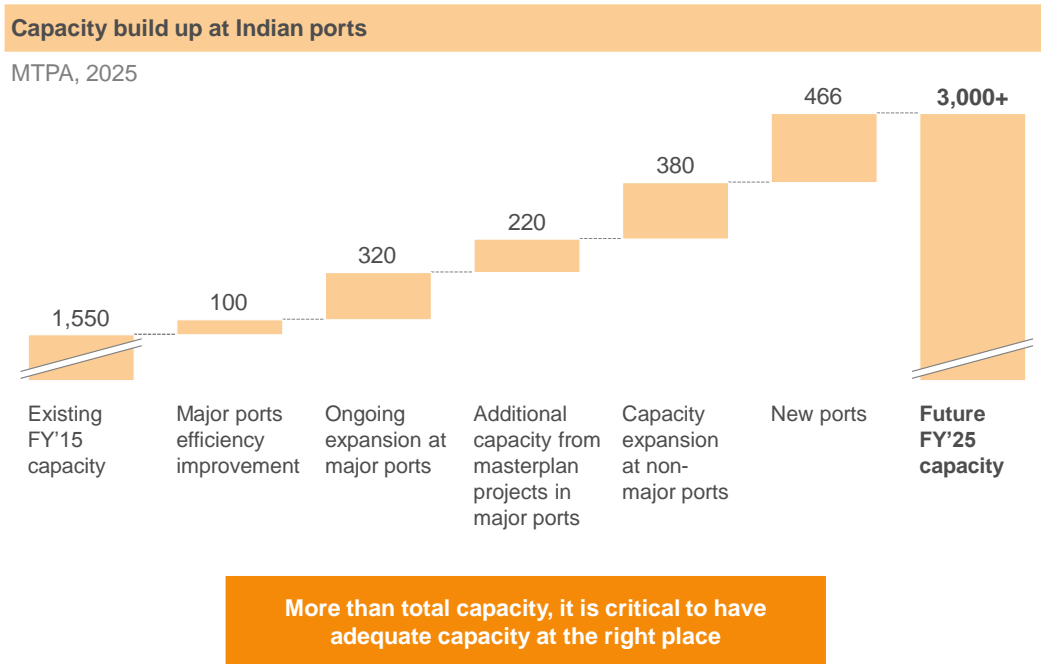 Capacity build up at Indian ports
MTPA, 2025
1,550
100
320
220
380
466
3,000+
Existing
FY'15
capacity
Major ports
efficiency
improvement
Ongoing
expansion at
major ports
Additional
capacity from
masterplan
projects in
major ports
Capacity
expansion
at non-
major ports
New ports
Future
FY'25
capacity
More than total capacity, it is critical to have
adequate capacity at the right place